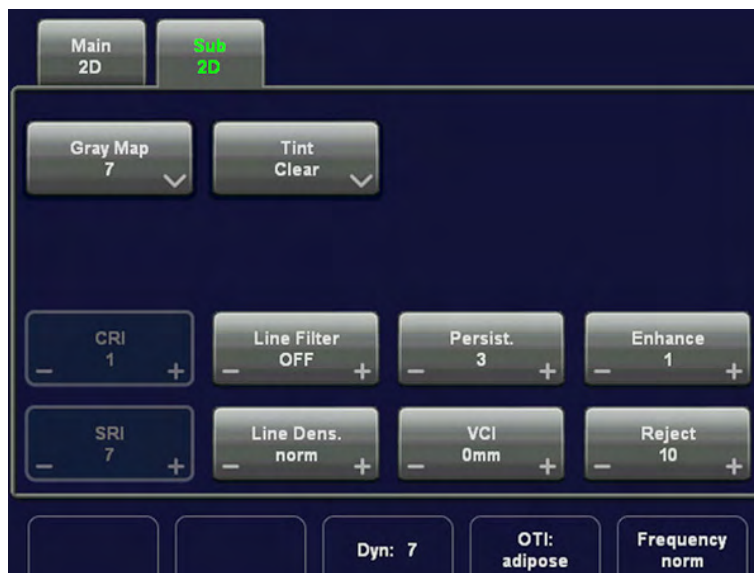 Main
2D
Sub
2D
Gray Map
7
Tint
Clear
CRI
1
- +
Line Filter
OFF
- +
Persist.
3
- +
Enhance
1
- +
SRI
7
- +
Line Dens.
norm
- +
VCI
0mm
- +
Reject
10
- +
Dyn: 7
OTI:
adipose
Frequency
norm